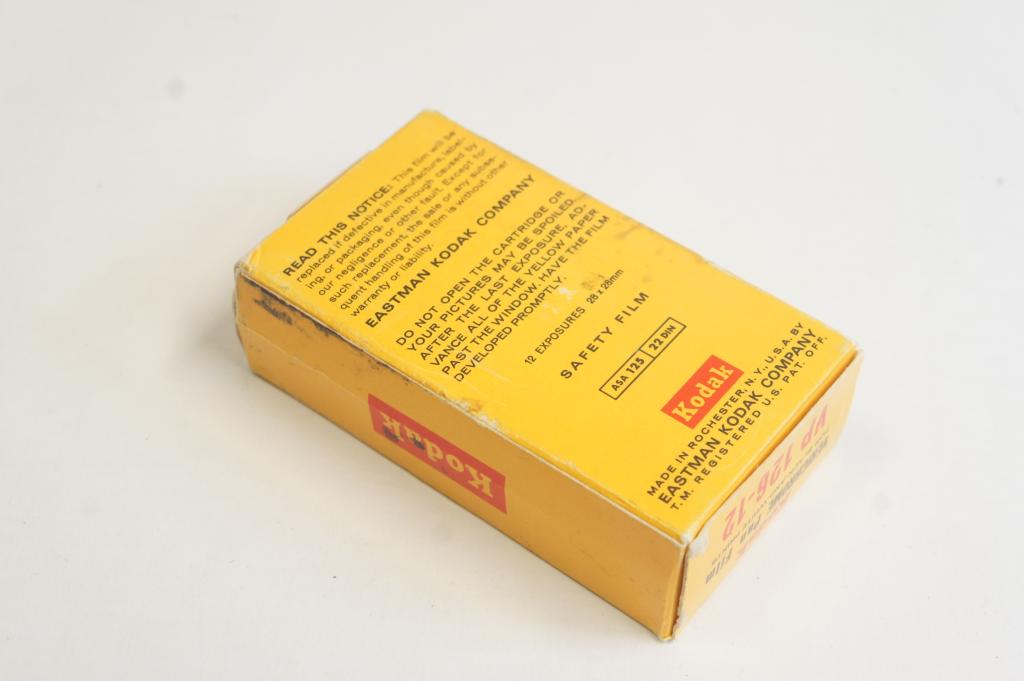 READ THIS NOTICE: This film will be
replaced if defective in manufacture, label-
ing, or packaging, even though caused by
our negligence or other fault. Except for
such replacement, the sale or any subse-
quent handling of this film is without other
warranty or liability.
EASTMAN KODAK COMPANY
DO NOT OPEN THE CARTRIDGE OR
YOUR PICTURES MAY BE SPOILED.
AFTER THE LAST EXPOSURE, AD-
VANCE ALL OF THE YELLOW PAPER
PAST THE WINDOW. HAVE THE FILM
DEVELOPED PROMPTLY.
12 EXPOSURES 28 x 28mm
SAFETY FILM
ASA 125 22 DIN
Kodak
MADE IN ROCHESTER, N.Y., U.S.A. BY
EASTMAN KODAK COMPANY
T.M. REGISTERED U.S. PAT. OFF.
Kodak
VP 126-12
Pan Film